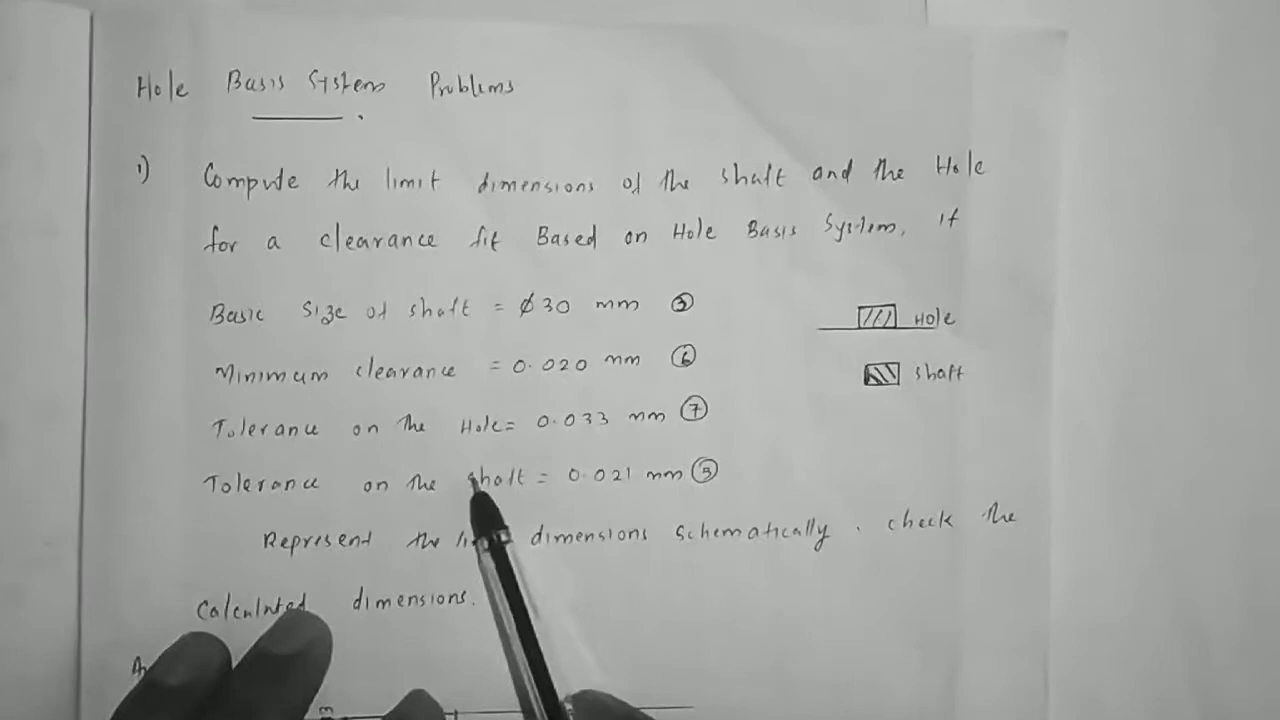 Hole Basis System Problems
1) Compute the limit dimensions of the shaft and the Hole
for a clearance fit Based on Hole Basis System, if
Basic Size of shaft = ϕ30 mm ⑤
Minimum clearance = 0.020 mm ⑥
Hole
Tolerance on the Hole = 0.033 mm ⑦
shaft
Tolerance on the shaft = 0.021 mm
Represent the dimensions schematically. check the
calculated dimensions.